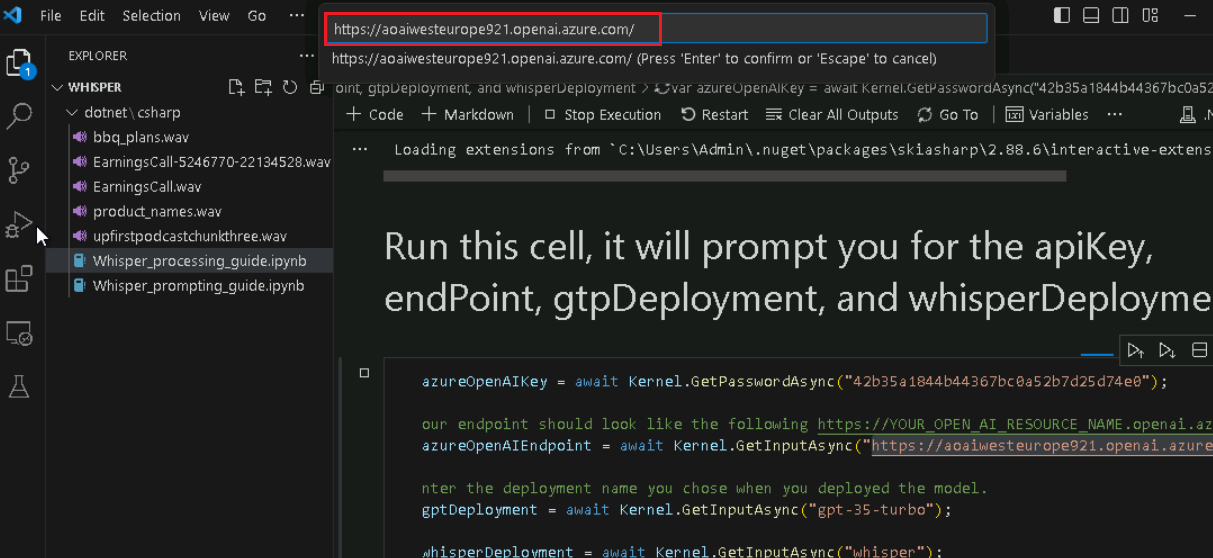 File Edit Selection View Go ...
https://aoaiwesteurope921.openai.azure.com/
https://aoaiwesteurope921.openai.azure.com/ (Press 'Enter' to confirm or 'Escape' to cancel)
EXPLORER
...
1
WHISPER
oint, gtpDeployment, and whisperDeployment > var azureOpenAIKey = await Kernel.GetPasswordAsync("42b35a1844b44367bc0a52
dotnet\csharp
+ Code + Markdown Stop Execution Restart Clear All Outputs Go To Variables ...
bbq_plans.wav
EarningsCall-5246770-22134528.wav
... Loading extensions from `C:\Users\Admin\.nuget\packages\skiasharp\2.88.6\interactive-extens
EarningsCall.wav
product_names.wav
upfirstpodcastchunkthree.wav
Whisper_processing_guide.ipynb
Whisper_prompting_guide.ipynb
Run this cell, it will prompt you for the apiKey,
endPoint, gtpDeployment, and whisperDeployme
azureOpenAIKey = await Kernel.GetPasswordAsync("42b35a1844b44367bc0a52b7d25d74e0");
our endpoint should look like the following https://YOUR_OPEN_AI_RESOURCE_NAME.openai.az
azureOpenAIEndpoint = await Kernel.GetInputAsync("https://aoaiwesteurope921.openai.azure
nter the deployment name you chose when you deployed the model.
gptDeployment = await Kernel.GetInputAsync("gpt-35-turbo");
whisperDeployment = await Kernel.GetInputAsync("whisper");